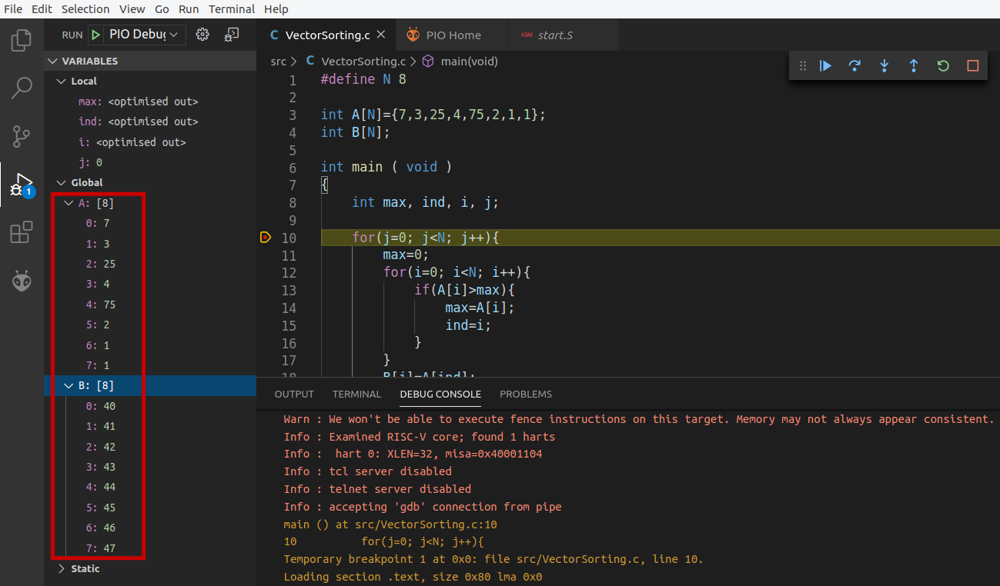 File Edit Selection View Go Run Terminal Help
RUN PIO Debug
VARIABLES
Local
max: <optimised out>
ind: <optimised out>
i: <optimised out>
j: 0
Global
A: [8]
0: 7
1: 3
2: 25
3: 4
4: 75
5: 2
6: 1
7: 1
B: [8]
0: 40
1: 41
2: 42
3: 43
4: 44
5: 45
6: 46
7: 47
Static
1
C VectorSorting.c
PIO Home
ASM start.S
src > C VectorSorting.c > main(void)
1 #define N 8
2
3 int A[N]={7,3,25,4,75,2,1,1};
4 int B[N];
5
6 int main ( void )
7 {
8 int max, ind, i, j;
9
10 for(j=0; j<N; j++){
11 max=0;
12 for(i=0; i<N; i++){
13 if(A[i]>max){
14 max=A[i];
15 ind=i;
16 }
17 }
18 B[j]=A[ind];
OUTPUT TERMINAL DEBUG CONSOLE PROBLEMS
Warn : We won't be able to execute fence instructions on this target. Memory may not always appear consistent.
Info : Examined RISC-V core; found 1 harts
Info :  hart 0: XLEN=32, misa=0x40001104
Info : tcl server disabled
Info : telnet server disabled
Info : accepting 'gdb' connection from pipe
main () at src/VectorSorting.c:10
10 for(j=0; j<N; j++){
Temporary breakpoint 1 at 0x0: file src/VectorSorting.c, line 10.
Loading section .text, size 0x80 lma 0x0